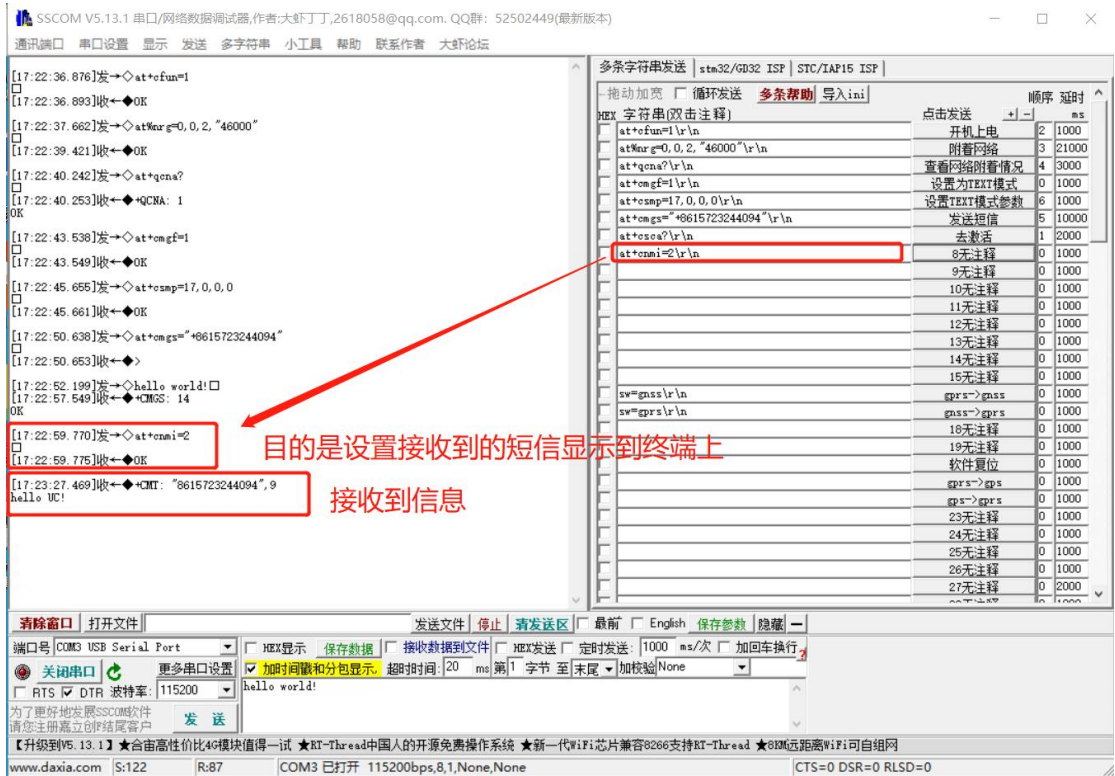 SSCOM V5.13.1 串口/网络数据调试器,作者:大虾丁丁,2618058@qq.com. QQ群: 52502449(最新版本)
通讯端口 串口设置 显示 发送 多字符串 小工具 帮助 联系作者 大虾论坛
[17:22:36.876]发→◇at+cfun=1
□
[17:22:36.893]收←◆OK
[17:22:37.662]发→◇at%nrg=0,0,2,"46000"
□
[17:22:39.421]收←◆OK
[17:22:40.242]发→◇at+qcna?
□
[17:22:40.253]收←◆+QCNA: 1
OK
[17:22:43.538]发→◇at+cmgf=1
□
[17:22:43.549]收←◆OK
[17:22:45.655]发→◇at+csmp=17,0,0,0
□
[17:22:45.661]收←◆OK
[17:22:50.638]发→◇at+cmgs="+8615723244094"
□
[17:22:50.653]收←◆>
[17:22:52.199]发→◇hello world!□
[17:22:57.549]收←◆+CMGS: 14
OK
[17:22:59.770]发→◇at+cnmi=2
□
[17:22:59.775]收←◆OK
[17:23:27.469]收←◆+CMT: "8615723244094",9
hello UC!
目的是设置接收到的短信显示到终端上
接收到信息
多条字符串发送 stm32/GD32 ISP STC/IAP15 ISP
拖动加宽 循环发送 多条帮助 导入ini 顺序 延时
HEX 字符串(双击注释) 点击发送 + - ms
at+cfun=1\r\n 开机上电 2 1000
at%nrg=0,0,2,"46000"\r\n 附着网络 3 21000
at+qcna?\r\n 查看网络附着情况 4 3000
at+cmgf=1\r\n 设置为TEXT模式 0 1000
at+csmp=17,0,0,0\r\n 设置TEXT模式参数 6 1000
at+cmgs="+8615723244094"\r\n 发送短信 5 10000
at+csca?\r\n 去激活 1 2000
at+cnmi=2\r\n 8无注释 0 1000
9无注释 0 1000
10无注释 0 1000
11无注释 0 1000
12无注释 0 1000
13无注释 0 1000
14无注释 0 1000
15无注释 0 1000
sw=gnss\r\n gprs->gnss 0 1000
sw=gprs\r\n gnss->gprs 0 1000
18无注释 0 1000
19无注释 0 1000
软件复位 0 1000
gprs->gps 0 1000
gps->gprs 0 1000
23无注释 0 1000
24无注释 0 1000
25无注释 0 1000
26无注释 0 1000
27无注释 0 2000
清除窗口 打开文件 发送文件 停止 清发送区 最前 English 保存参数 隐藏 —
端口号 COM3 USB Serial Port HEX显示 保存数据 接收数据到文件 HEX发送 定时发送: 1000 ms/次 加回车换行 ?
关闭串口 更多串口设置 加时间戳和分包显示, 超时时间: 20 ms 第1 字节 至 末尾 加校验 None
RTS DTR 波特率: 115200 hello world!
为了更好地发展SSCOM软件
请您注册嘉立创F结尾客户
发 送
【升级到V5.13.1】★合宙高性价比4G模块值得一试 ★RT-Thread中国人的开源免费操作系统 ★新一代WiFi芯片兼容8266支持RT-Thread ★8KM远距离WiFi可自组网
www.daxia.com S:122 R:87 COM3 已打开 115200bps,8,1,None,None CTS=0 DSR=0 RLSD=0